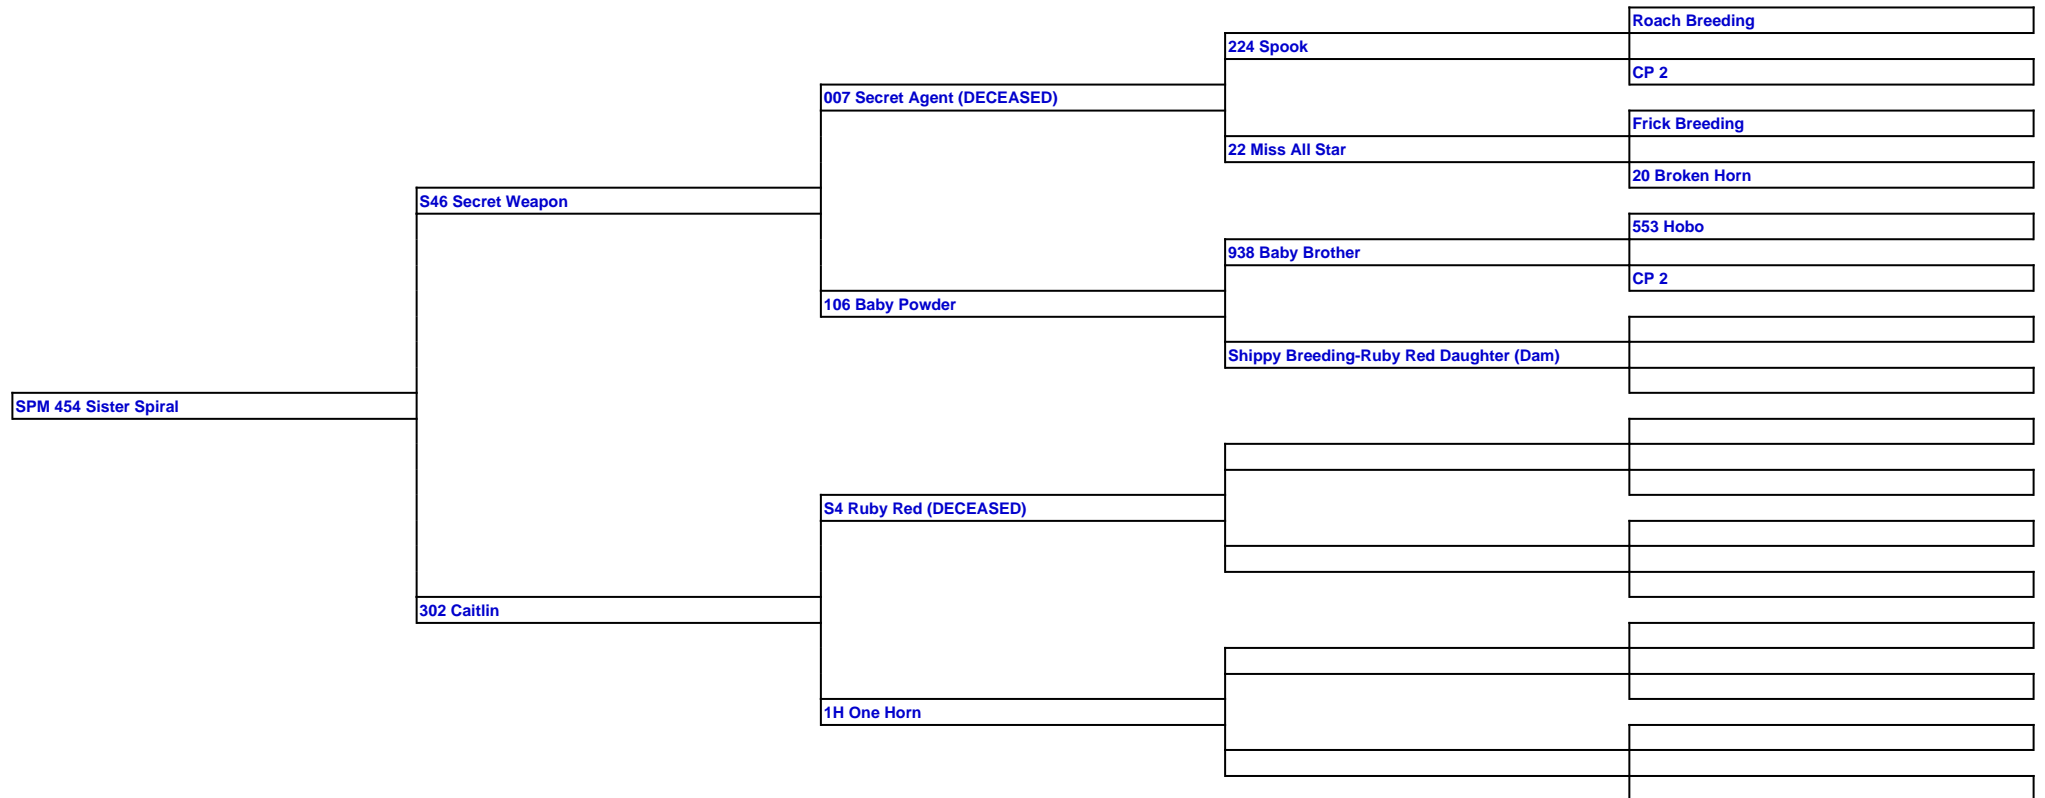 Roach Breeding
224 Spook
CP 2
007 Secret Agent (DECEASED)
Frick Breeding
22 Miss All Star
20 Broken Horn
S46 Secret Weapon
553 Hobo
938 Baby Brother
CP 2
106 Baby Powder
Shippy Breeding-Ruby Red Daughter (Dam)
SPM 454 Sister Spiral
S4 Ruby Red (DECEASED)
302 Caitlin
1H One Horn